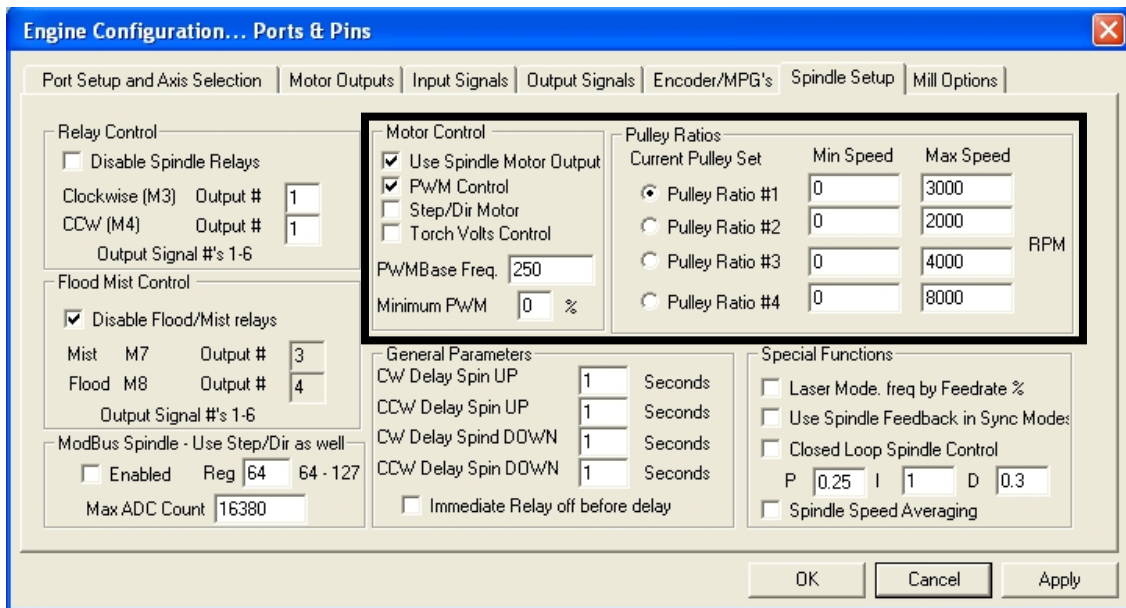 Engine Configuration... Ports & Pins
Port Setup and Axis Selection
Motor Outputs
Input Signals
Output Signals
Encoder/MPG's
Spindle Setup
Mill Options
Relay Control
Disable Spindle Relays
Clockwise (M3) Output # 1
CCW (M4) Output # 1
Output Signal #'s 1-6
Flood Mist Control
Disable Flood/Mist relays
Mist M7 Output # 3
Flood M8 Output # 4
Output Signal #'s 1-6
ModBus Spindle - Use Step/Dir as well
Enabled Reg 64 64 - 127
Max ADC Count 16380
Motor Control
Use Spindle Motor Output
PWM Control
Step/Dir Motor
Torch Volts Control
PWMBase Freq. 250
Minimum PWM 0 %
Pulley Ratios
Current Pulley Set Min Speed Max Speed
Pulley Ratio #1 0 3000
Pulley Ratio #2 0 2000
Pulley Ratio #3 0 4000
Pulley Ratio #4 0 8000
RPM
General Parameters
CW Delay Spin UP 1 Seconds
CCW Delay Spin UP 1 Seconds
CW Delay Spind DOWN 1 Seconds
CCW Delay Spin DOWN 1 Seconds
Immediate Relay off before delay
Special Functions
Laser Mode. freq by Feedrate %
Use Spindle Feedback in Sync Modes
Closed Loop Spindle Control
P 0.25 I 1 D 0.3
Spindle Speed Averaging
OK
Cancel
Apply